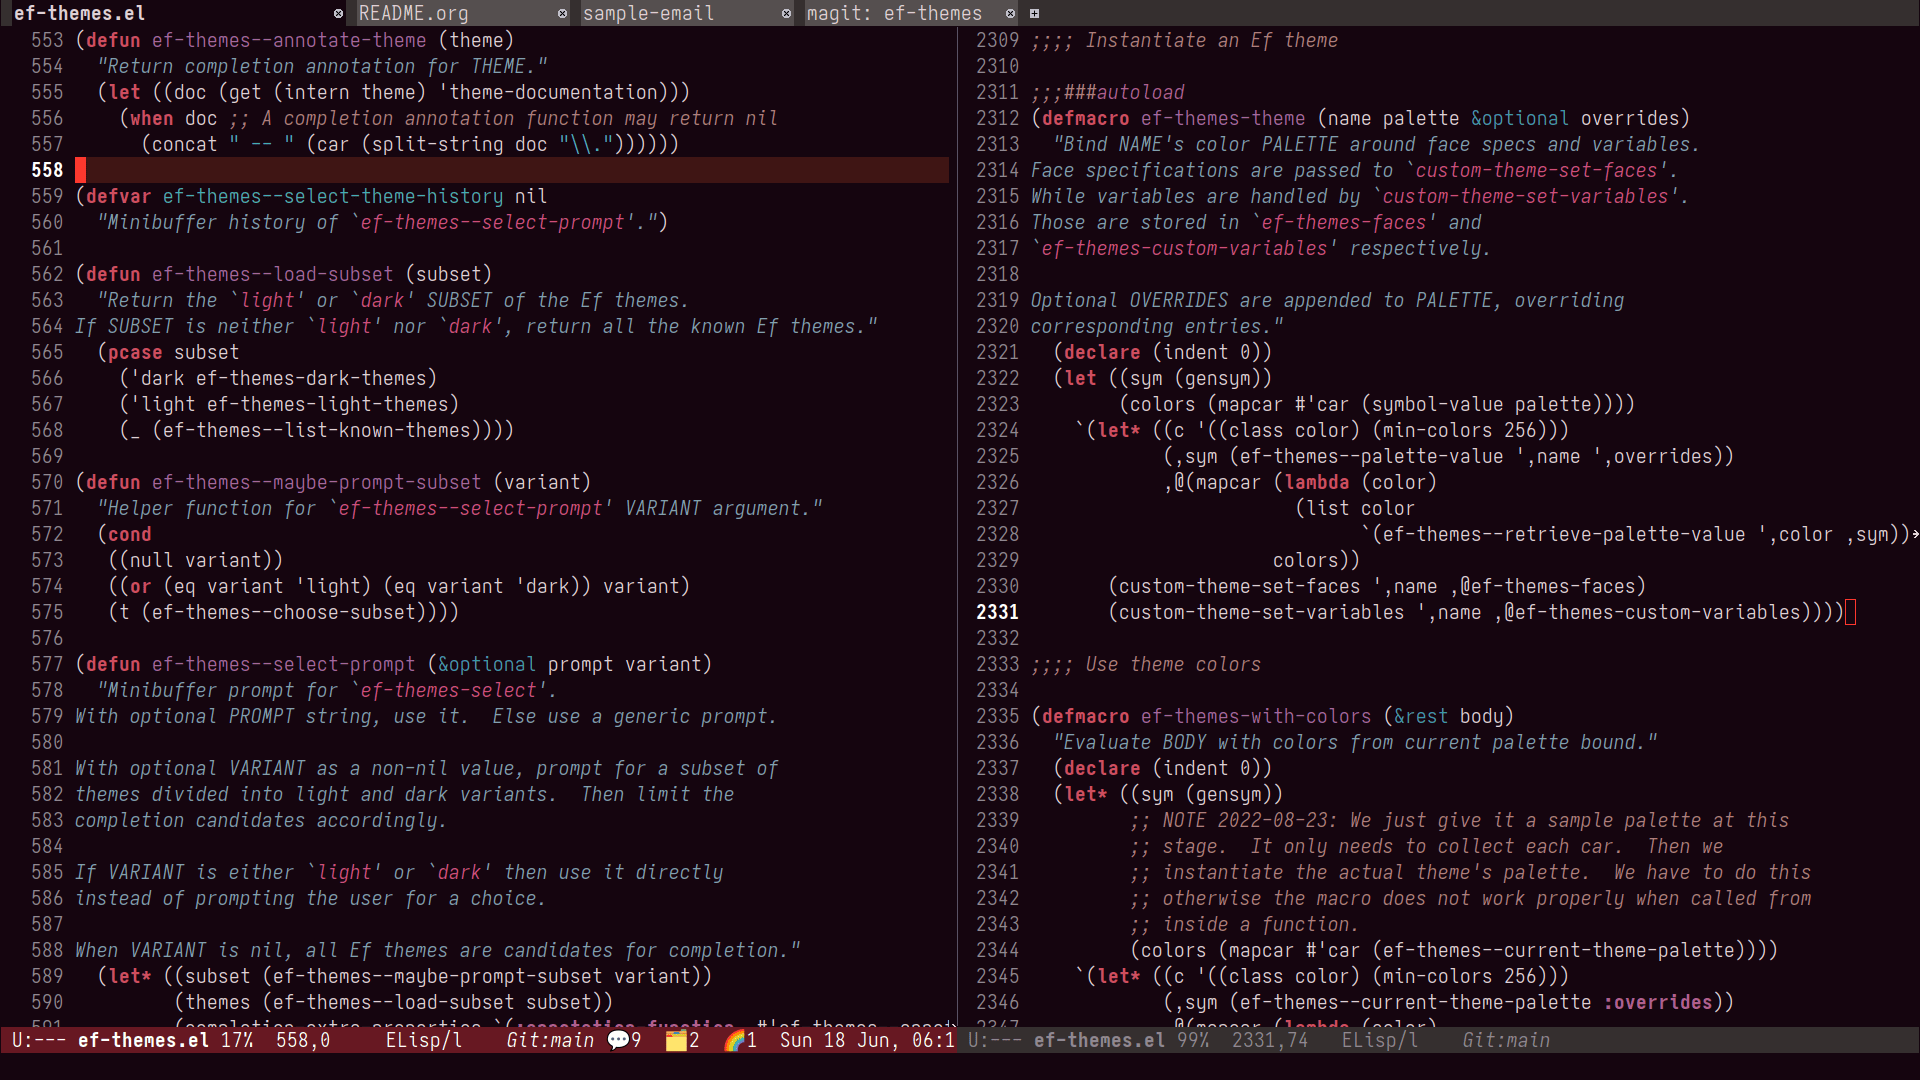 ef-themes.el README.org sample-email magit: ef-themes
553 (defun ef-themes--annotate-theme (theme)
554   "Return completion annotation for THEME."
555   (let ((doc (get (intern theme) 'theme-documentation)))
556     (when doc ;; A completion annotation function may return nil
557       (concat " -- " (car (split-string doc "\\."))))))
558
559 (defvar ef-themes--select-theme-history nil
560   "Minibuffer history of `ef-themes--select-prompt'.")
561
562 (defun ef-themes--load-subset (subset)
563   "Return the `light' or `dark' SUBSET of the Ef themes.
564 If SUBSET is neither `light' nor `dark', return all the known Ef themes."
565   (pcase subset
566     ('dark ef-themes-dark-themes)
567     ('light ef-themes-light-themes)
568     (_ (ef-themes--list-known-themes))))
569
570 (defun ef-themes--maybe-prompt-subset (variant)
571   "Helper function for `ef-themes--select-prompt' VARIANT argument."
572   (cond
573    ((null variant))
574    ((or (eq variant 'light) (eq variant 'dark)) variant)
575    (t (ef-themes--choose-subset))))
576
577 (defun ef-themes--select-prompt (&optional prompt variant)
578   "Minibuffer prompt for `ef-themes-select'.
579 With optional PROMPT string, use it.  Else use a generic prompt.
580
581 With optional VARIANT as a non-nil value, prompt for a subset of
582 themes divided into light and dark variants.  Then limit the
583 completion candidates accordingly.
584
585 If VARIANT is either `light' or `dark' then use it directly
586 instead of prompting the user for a choice.
587
588 When VARIANT is nil, all Ef themes are candidates for completion."
589   (let* ((subset (ef-themes--maybe-prompt-subset variant))
590          (themes (ef-themes--load-subset subset))
U:--- ef-themes.el 17%  558,0     ELisp/l    Git:main 💬9  🗂️2  🌈1  Sun 18 Jun, 06:1
2309 ;;;; Instantiate an Ef theme
2310
2311 ;;;###autoload
2312 (defmacro ef-themes-theme (name palette &optional overrides)
2313   "Bind NAME's color PALETTE around face specs and variables.
2314 Face specifications are passed to `custom-theme-set-faces'.
2315 While variables are handled by `custom-theme-set-variables'.
2316 Those are stored in `ef-themes-faces' and
2317 `ef-themes-custom-variables' respectively.
2318
2319 Optional OVERRIDES are appended to PALETTE, overriding
2320 corresponding entries."
2321   (declare (indent 0))
2322   (let ((sym (gensym))
2323         (colors (mapcar #'car (symbol-value palette))))
2324     `(let* ((c '((class color) (min-colors 256)))
2325             (,sym (ef-themes--palette-value ',name ',overrides))
2326             ,@(mapcar (lambda (color)
2327                         (list color
2328                               `(ef-themes--retrieve-palette-value ',color ,sym))
2329                       colors))
2330        (custom-theme-set-faces ',name ,@ef-themes-faces)
2331        (custom-theme-set-variables ',name ,@ef-themes-custom-variables))))
2332
2333 ;;;; Use theme colors
2334
2335 (defmacro ef-themes-with-colors (&rest body)
2336   "Evaluate BODY with colors from current palette bound."
2337   (declare (indent 0))
2338   (let* ((sym (gensym))
2339          ;; NOTE 2022-08-23: We just give it a sample palette at this
2340          ;; stage.  It only needs to collect each car.  Then we
2341          ;; instantiate the actual theme's palette.  We have to do this
2342          ;; otherwise the macro does not work properly when called from
2343          ;; inside a function.
2344          (colors (mapcar #'car (ef-themes--current-theme-palette))))
2345     `(let* ((c '((class color) (min-colors 256)))
2346             (,sym (ef-themes--current-theme-palette :overrides))
2347             ,@(mapcar (lambda (color)
U:--- ef-themes.el 99%  2331,74   ELisp/l    Git:main